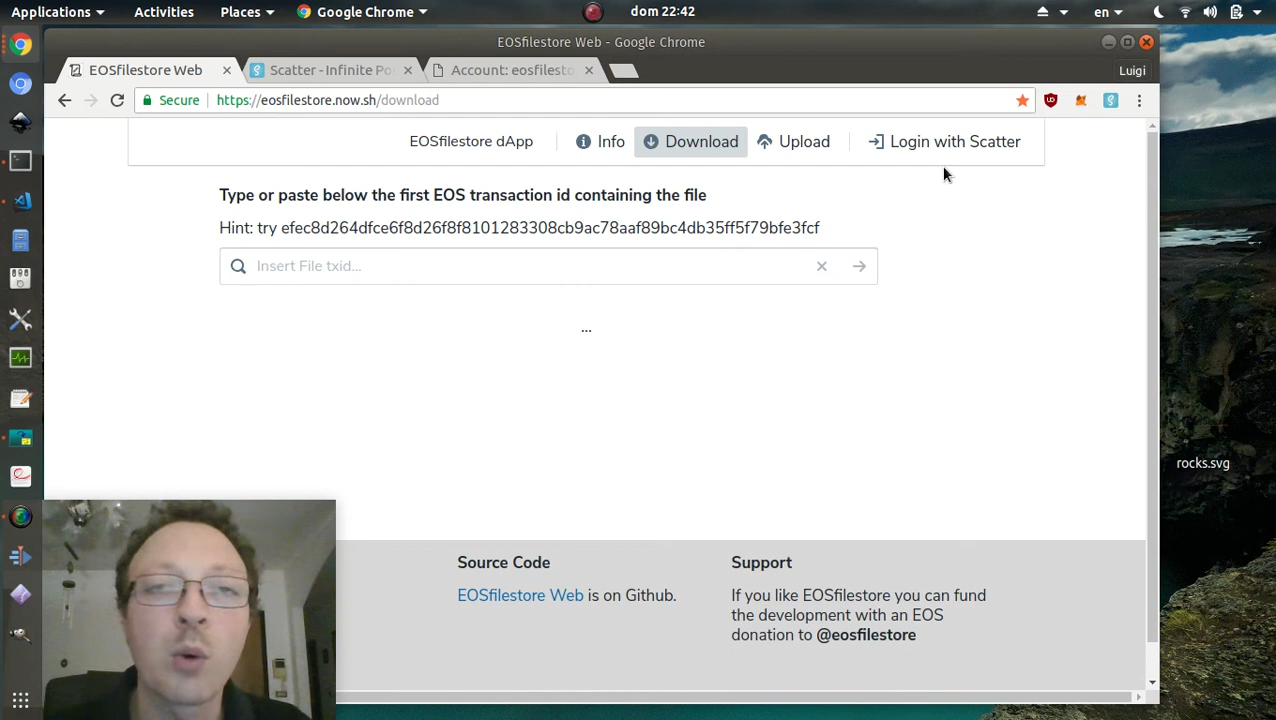 Applications
Activities
Places
Google Chrome
dom 22:42
en
EOSfilestore Web - Google Chrome
EOSfilestore Web
Scatter - Infinite Po
Account: eosfilesto
Luigi
Secure
https://eosfilestore.now.sh/download
EOSfilestore dApp
Info
Download
Upload
Login with Scatter
Type or paste below the first EOS transaction id containing the file
Hint: try efec8d264dfce6f8d26f8f8101283308cb9ac78aaf89bc4db35ff5f79bfe3fcf
Insert File txid...
...
rocks.svg
Source Code
EOSfilestore Web is on Github.
Support
If you like EOSfilestore you can fund
the development with an EOS
donation to @eosfilestore